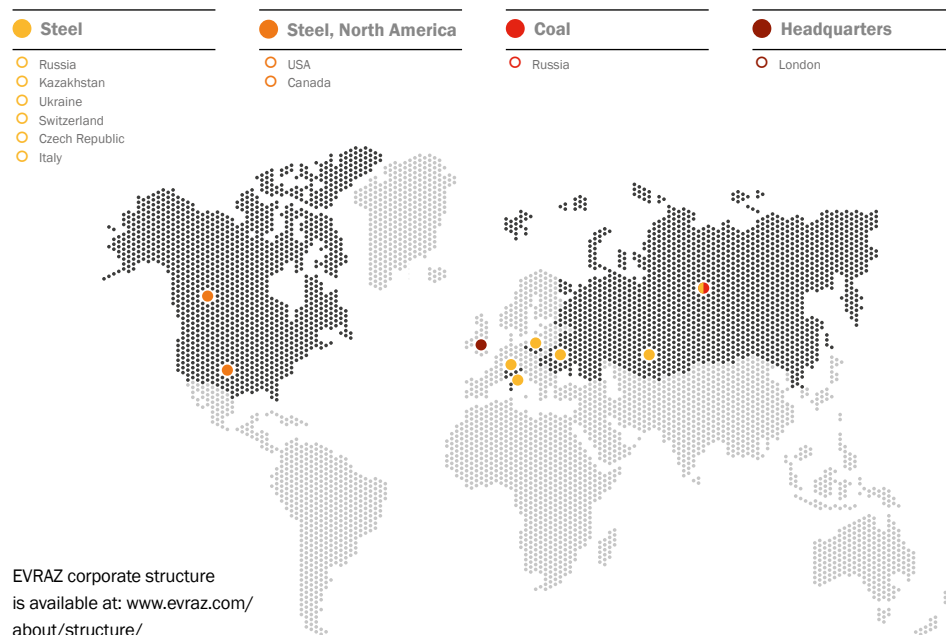 Steel
Russia
Kazakhstan
Ukraine
Switzerland
Czech Republic
Italy
Steel, North America
USA
Canada
Coal
Russia
Headquarters
London
EVRAZ corporate structure
is available at: www.evraz.com/
about/structure/